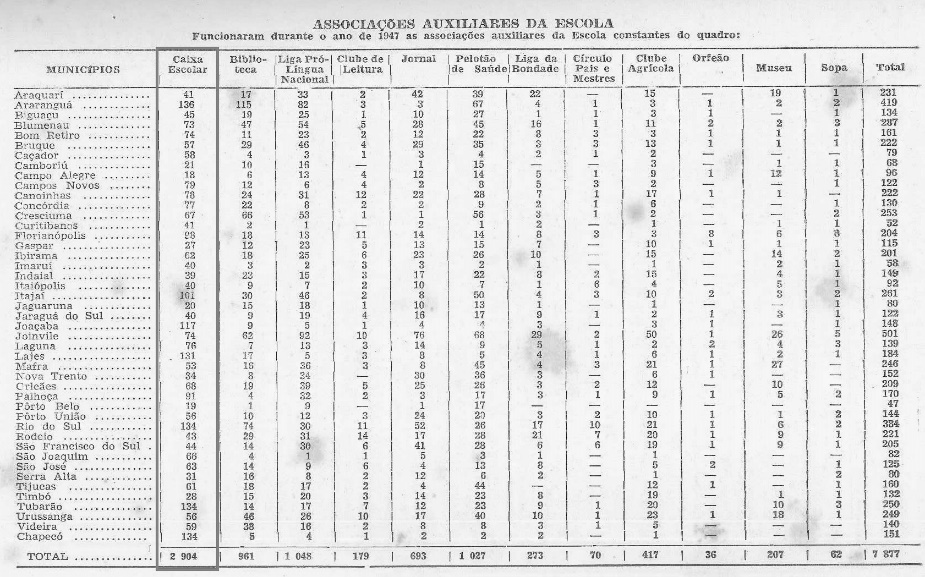 ASSOCIAÇÕES AUXILIARES DA ESCOLA
Funcionaram durante o ano de 1947 as associações auxiliares da Escola constantes do quadro:
MUNICÍPIOS | Caixa Escolar | Biblioteca | Liga Pró-Língua Nacional | Clube de Leitura | Jornal | Pelotão de Saúde | Liga da Bondade | Círculo Pais e Mestres | Clube Agrícola | Orfeão | Museu | Sopa | Total
Araquarí 41 17 33 2 42 39 22 — 15 — 19 1 231
Araranguá 136 115 82 3 3 67 4 1 3 1 2 2 419
Biguaçu 45 19 25 1 10 27 1 1 3 1 — 1 134
Blumenau 73 47 54 5 28 45 16 1 11 2 2 3 287
Bom Retiro 74 11 23 2 12 22 8 3 3 1 1 1 161
Bruque 57 29 46 4 29 35 3 3 13 1 1 1 222
Caçador 58 4 3 1 3 4 2 1 2 — — — 79
Camboriú 21 10 16 — 1 15 — — 3 — 1 1 68
Campo Alegre 18 6 13 4 12 14 5 1 9 1 12 1 96
Campos Novos 79 12 6 4 2 8 5 3 2 — — 1 122
Canoinhas 78 24 31 12 22 28 7 1 17 1 1 — 222
Concórdia 77 22 8 2 2 9 2 1 6 — — 1 130
Cresciuma 67 66 53 1 1 56 3 1 2 — — 2 253
Curitibanos 41 2 1 — 2 1 2 — 1 — 1 1 52
Florianópolis 98 18 13 11 14 14 8 3 3 8 6 8 204
Gaspar 27 12 23 5 13 15 7 — 10 1 1 1 115
Ibirama 62 18 25 6 23 26 10 — 15 — 14 2 201
Imaruí 40 3 2 3 3 2 1 — 1 — 2 1 58
Indaial 39 23 15 3 17 22 8 2 15 — 4 1 149
Itaiópolis 40 9 7 2 10 7 1 6 4 — 5 1 92
Itajaí 101 30 46 2 8 50 4 3 10 2 3 2 261
Jaguaruna 20 15 18 1 10 13 1 — 1 — — 1 80
Jaraguá do Sul 40 9 19 4 16 17 9 1 2 1 3 1 122
Joaçaba 117 9 5 1 4 4 3 — 3 1 — 1 148
Joinvile 74 62 92 10 76 68 29 2 50 1 26 5 501
Laguna 76 7 13 3 14 9 5 1 2 2 4 3 139
Lajes 131 17 5 3 8 5 4 1 6 1 2 1 184
Mafra 53 16 36 3 8 45 4 3 21 1 27 — 246
Nova Trento 34 8 24 — 30 36 3 — 6 1 — — 152
Orleães 68 19 39 5 25 26 3 2 12 — 10 — 209
Palhoça 91 4 32 2 3 17 3 1 9 1 5 2 170
Pôrto Belo 19 1 9 — 1 17 — — — — — — 47
Pôrto União 56 10 12 3 24 20 3 2 10 1 1 2 144
Rio do Sul 134 74 30 11 52 26 17 10 21 1 6 2 384
Rodeio 43 29 31 14 17 28 21 7 20 1 9 1 221
São Francisco do Sul 44 14 30 6 41 28 6 6 19 1 9 1 205
São Joaquim 66 4 1 1 5 3 1 — 1 — — — 82
São José 63 14 9 6 4 13 8 — 5 2 — 1 125
Serra Alta 31 16 8 2 12 6 2 — 1 — — 2 80
Tijucas 61 18 17 2 4 44 — — 12 1 — 1 160
Timbó 28 15 20 3 14 23 8 — 19 — 1 1 132
Tubarão 134 14 17 7 12 23 9 1 20 — 10 3 250
Urussanga 56 46 26 10 17 40 10 1 23 1 18 1 249
Videira 59 38 16 2 8 8 3 1 5 — — — 140
Chapecó 134 5 4 1 2 2 2 — 1 — — — 151
TOTAL 2 904 961 1 048 179 693 1 027 273 70 417 36 207 62 7 877